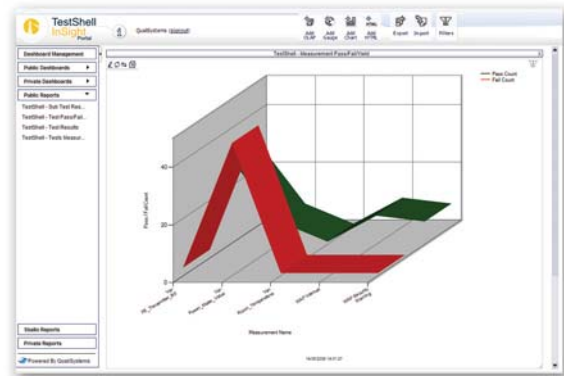 TestShell
InSight
Portal
QualiSystems (signout)
Add OLAP
Add Gauge
Add Chart
Add HTML
Export
Import
Filters
Dashboard Management
Public Dashboards
Private Dashboards
Public Reports
TestShell - Sub Test Res...
TestShell - Test Pass/Fail...
TestShell - Test Results
TestShell - Tests Measur...
Studio Reports
Private Reports
Powered By QualiSystems
TestShell - Measurement Pass/Fail/Yield
Pass Count
Fail Count
Pass / Fail Count
40
20
0
Measurement Name